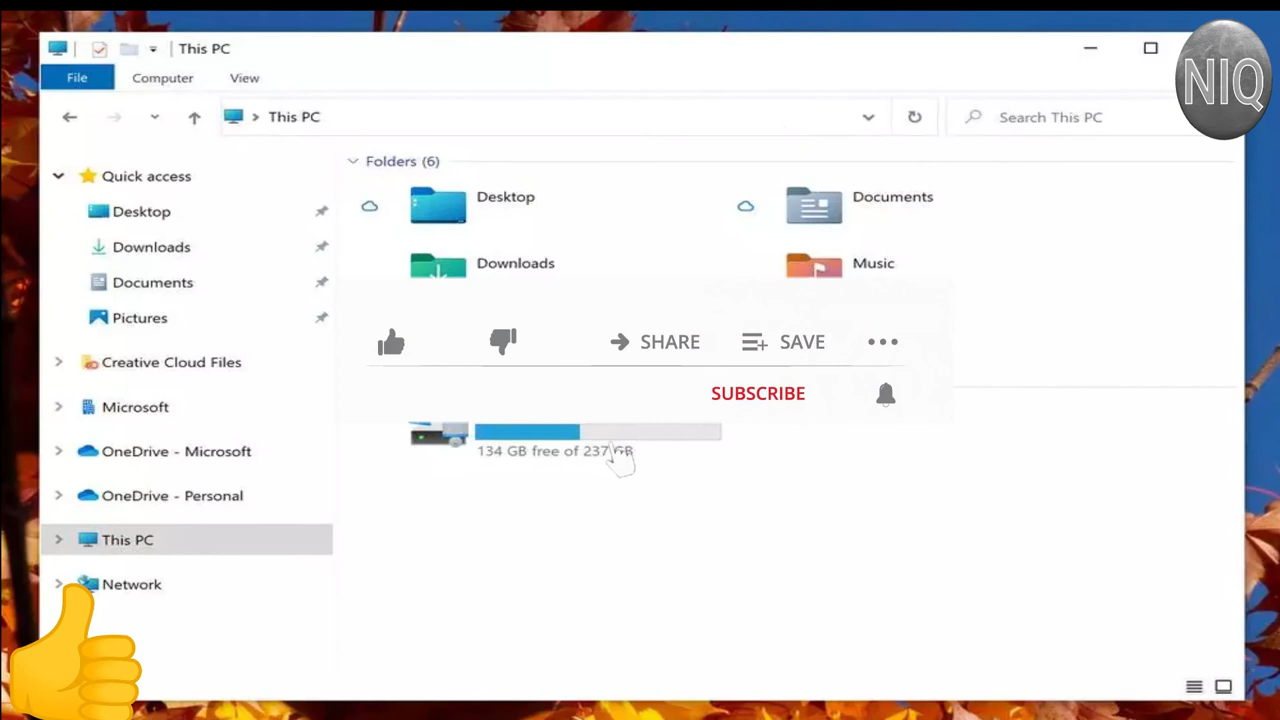 This PC
File Computer View
This PC
Search This PC
NIQ
Quick access
Desktop
Downloads
Documents
Pictures
Creative Cloud Files
Microsoft
OneDrive - Microsoft
OneDrive - Personal
This PC
Network
Folders (6)
Desktop
Documents
Downloads
Music
SHARE SAVE
SUBSCRIBE
134 GB free of 237 GB